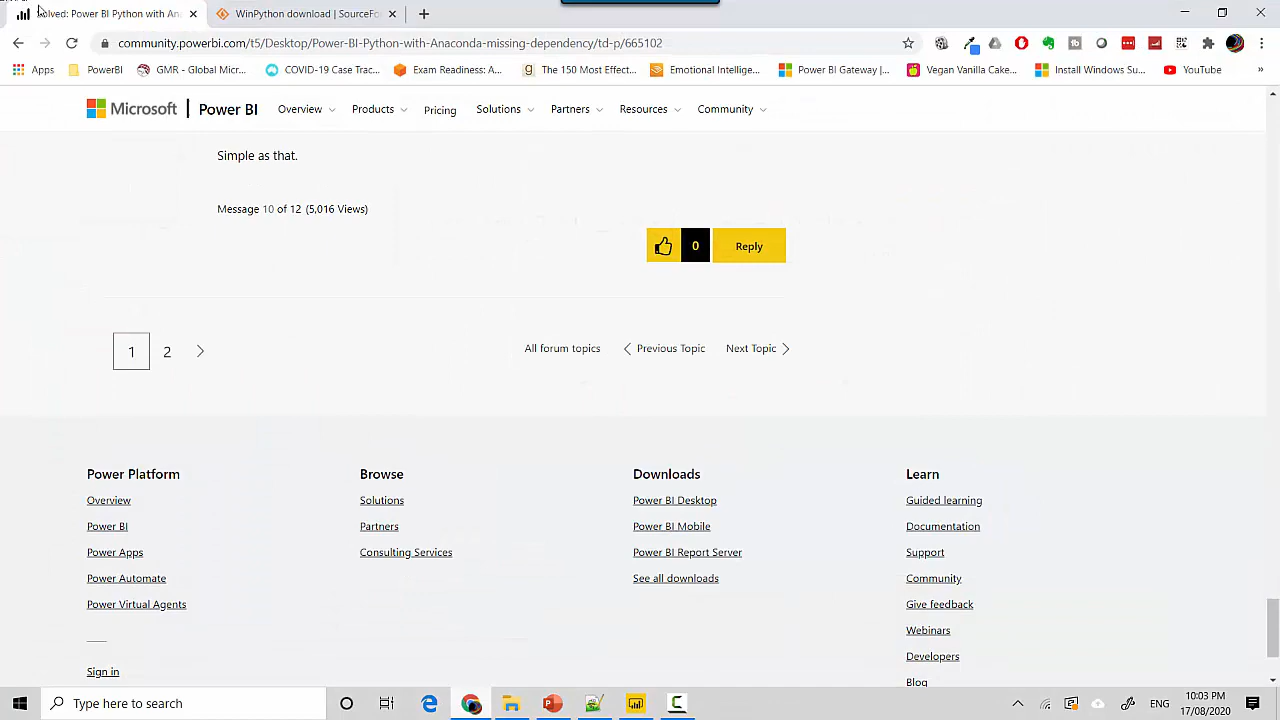 Solved: Power BI Python with An
WinPython download | SourceFo
community.powerbi.com/t5/Desktop/Power-BI-Python-with-Ananonda-missing-dependency/td-p/665102
Apps
PowerBI
GMR - Global Micr...
COVID-19 Care Trac...
Exam Readiness: A...
The 150 Most Effect...
Emotional Intellige...
Power BI Gateway |...
Vegan Vanilla Cake...
Install Windows Su...
YouTube
»
Microsoft
Power BI
Overview
Products
Pricing
Solutions
Partners
Resources
Community
Simple as that.
Message 10 of 12 (5,016 Views)
0
Reply
1 2
All forum topics
Previous Topic
Next Topic
Power Platform
Overview
Power BI
Power Apps
Power Automate
Power Virtual Agents
Sign in
Browse
Solutions
Partners
Consulting Services
Downloads
Power BI Desktop
Power BI Mobile
Power BI Report Server
See all downloads
Learn
Guided learning
Documentation
Support
Community
Give feedback
Webinars
Developers
Blog
Type here to search
ENG
10:03 PM
17/08/2020